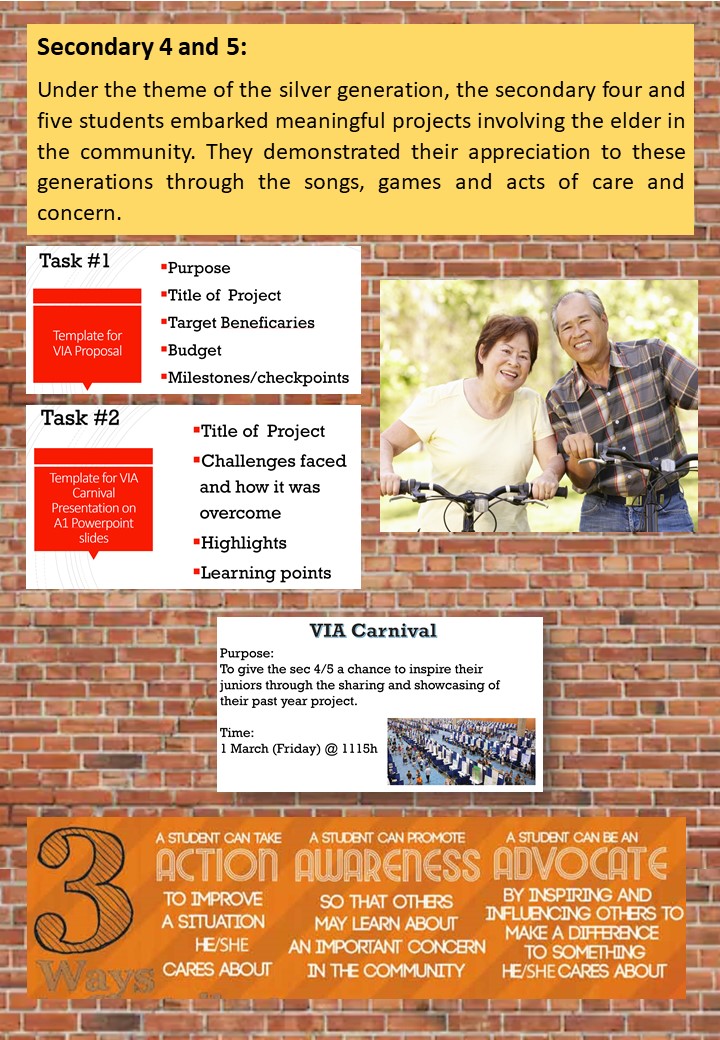 Secondary 4 and 5:
Under the theme of the silver generation, the secondary four and
five students embarked meaningful projects involving the elder in
the community. They demonstrated their appreciation to these
generations through the songs, games and acts of care and
concern.
Task #1
Template for
VIA Proposal
▪Purpose
▪Title of Project
▪Target Beneficaries
▪Budget
▪Milestones/checkpoints
Task #2
Template for VIA
Carnival
Presentation on
A1 Powerpoint
slides
▪Title of Project
▪Challenges faced
and how it was
overcome
▪Highlights
▪Learning points
VIA Carnival
Purpose:
To give the sec 4/5 a chance to inspire their
juniors through the sharing and showcasing of
their past year project.
Time:
1 March (Friday) @ 1115h
3
Ways
A STUDENT CAN TAKE
ACTION
TO IMPROVE
A SITUATION
HE/SHE
CARES ABOUT
A STUDENT CAN PROMOTE
AWARENESS
SO THAT OTHERS
MAY LEARN ABOUT
AN IMPORTANT CONCERN
IN THE COMMUNITY
A STUDENT CAN BE AN
ADVOCATE
BY INSPIRING AND
INFLUENCING OTHERS TO
MAKE A DIFFERENCE
TO SOMETHING
HE/SHE CARES ABOUT